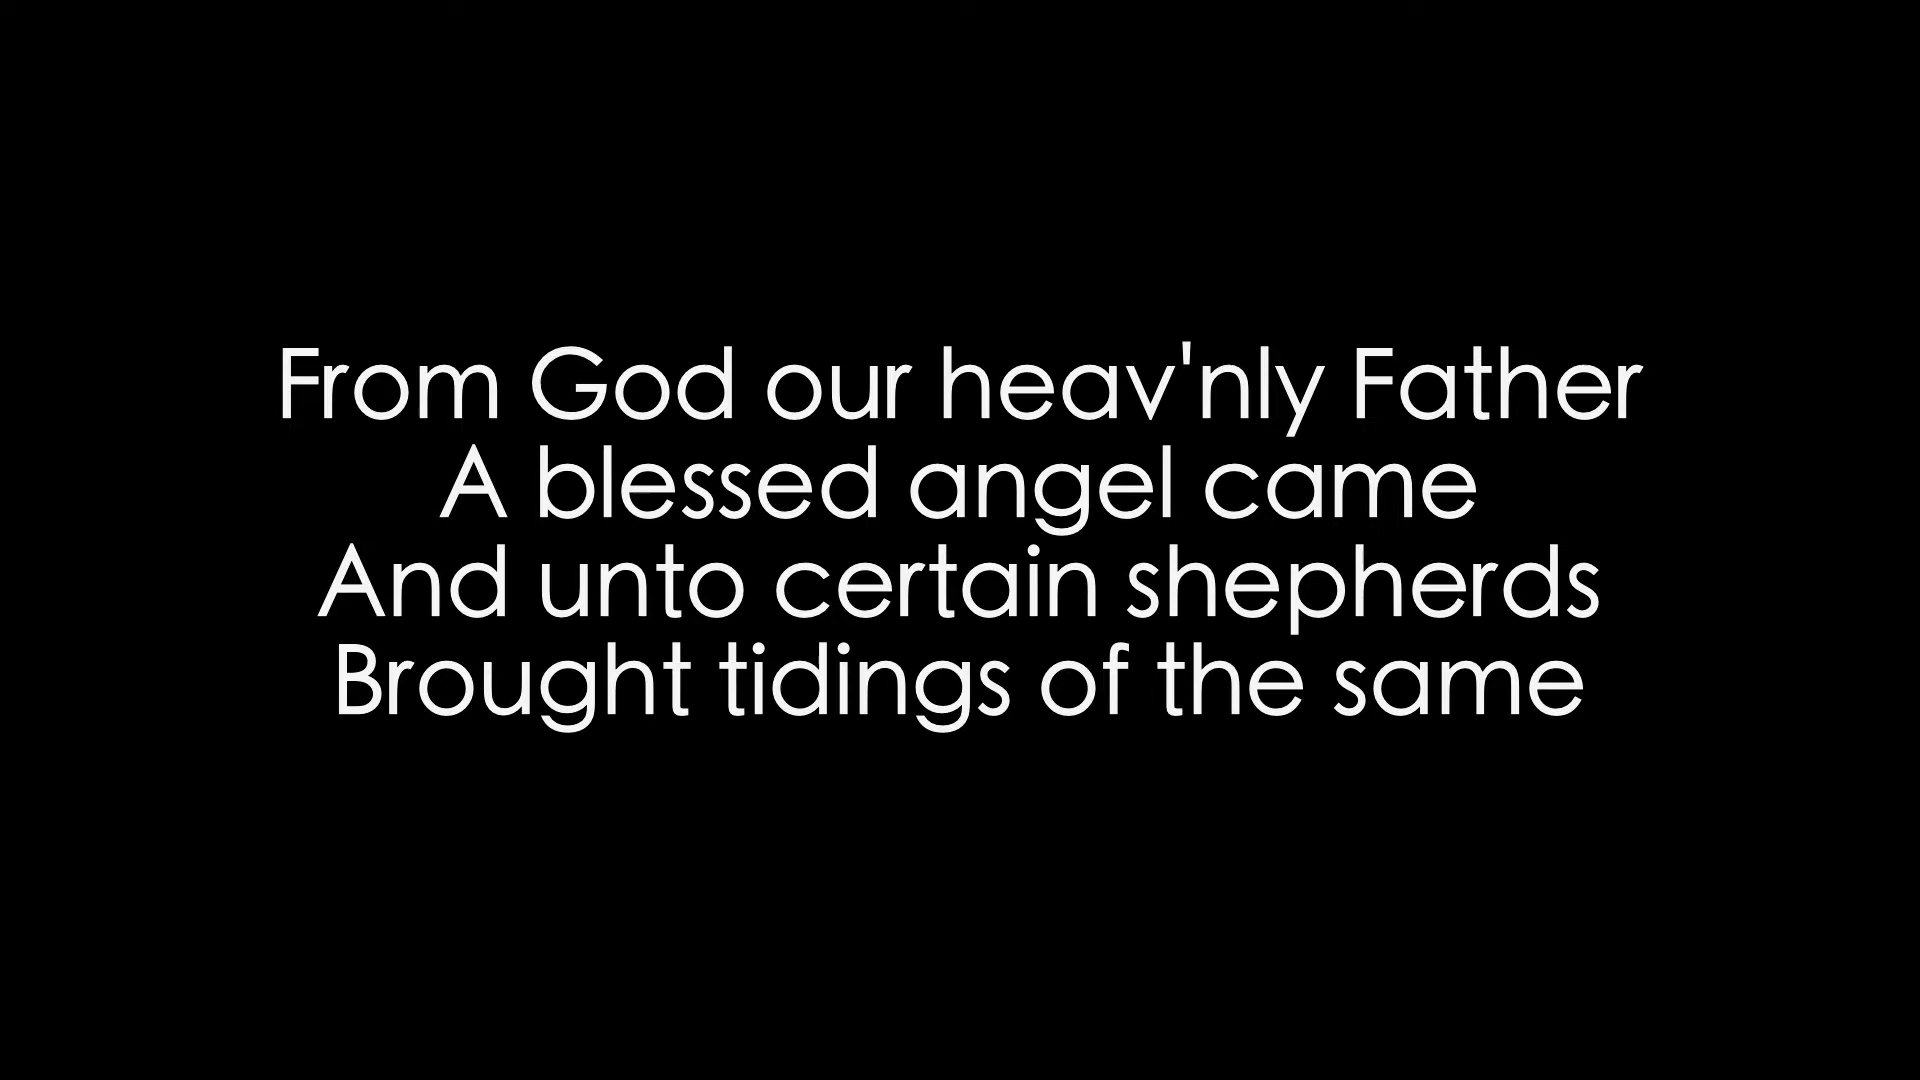 From God our heav'nly Father
A blessed angel came
And unto certain shepherds
Brought tidings of the same